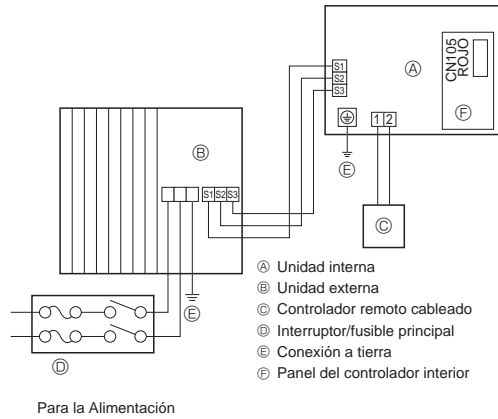 CN105
ROJO
Ⓐ
Ⓕ
S1
S2
S3
1 2
Ⓔ
Ⓒ
Ⓑ
S1 S2 S3
Ⓔ
Ⓓ
Ⓐ Unidad interna
Ⓑ Unidad externa
Ⓒ Controlador remoto cableado
Ⓓ Interruptor/fusible principal
Ⓔ Conexión a tierra
Ⓕ Panel del controlador interior
Para la Alimentación